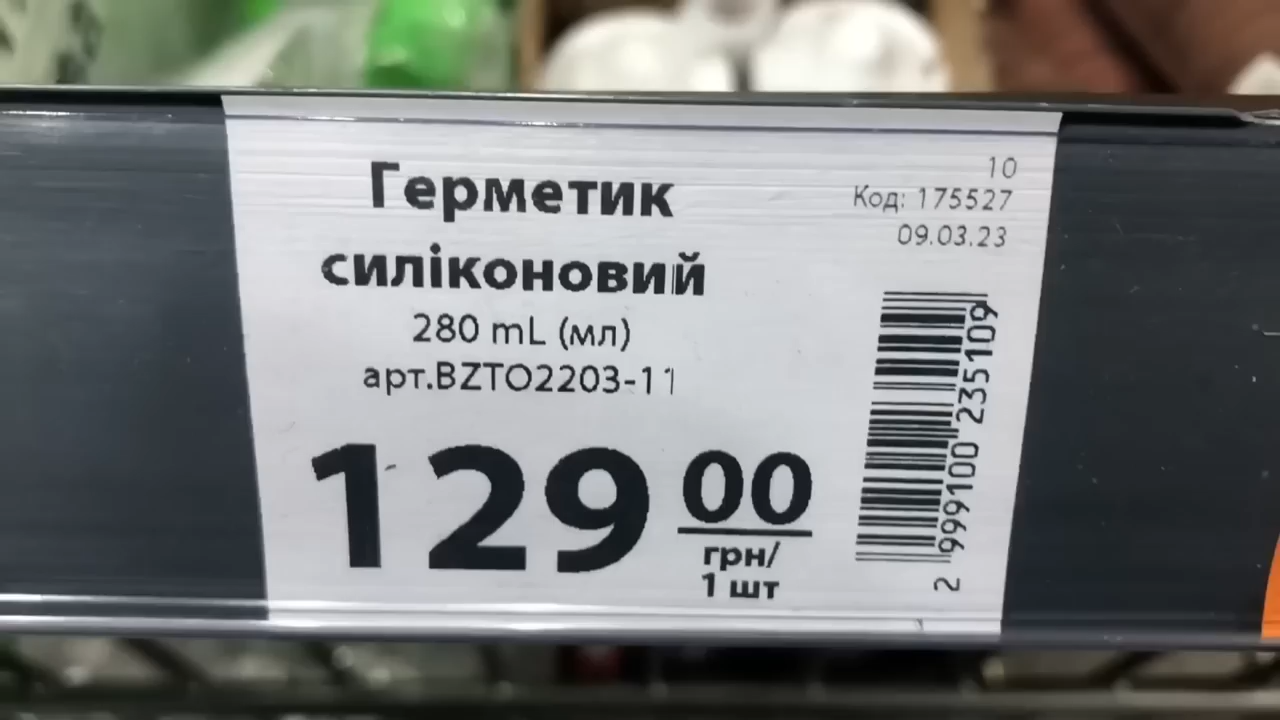 Герметик
силіконовий
280 mL (мл)
арт.BZTO2203-11
129 00
грн/
1 шт
10
Код: 175527
09.03.23
2 999100 235109